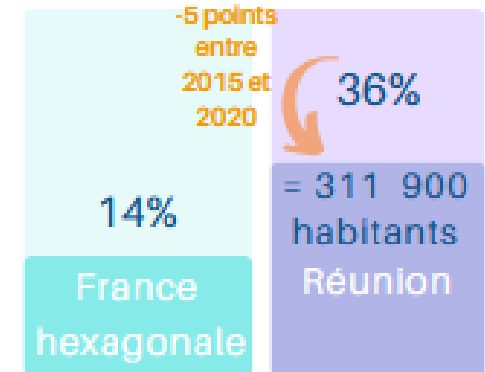 -5 points
entre
2015 et
2020
36%
= 311 900
habitants
Réunion
14%
France
hexagonale